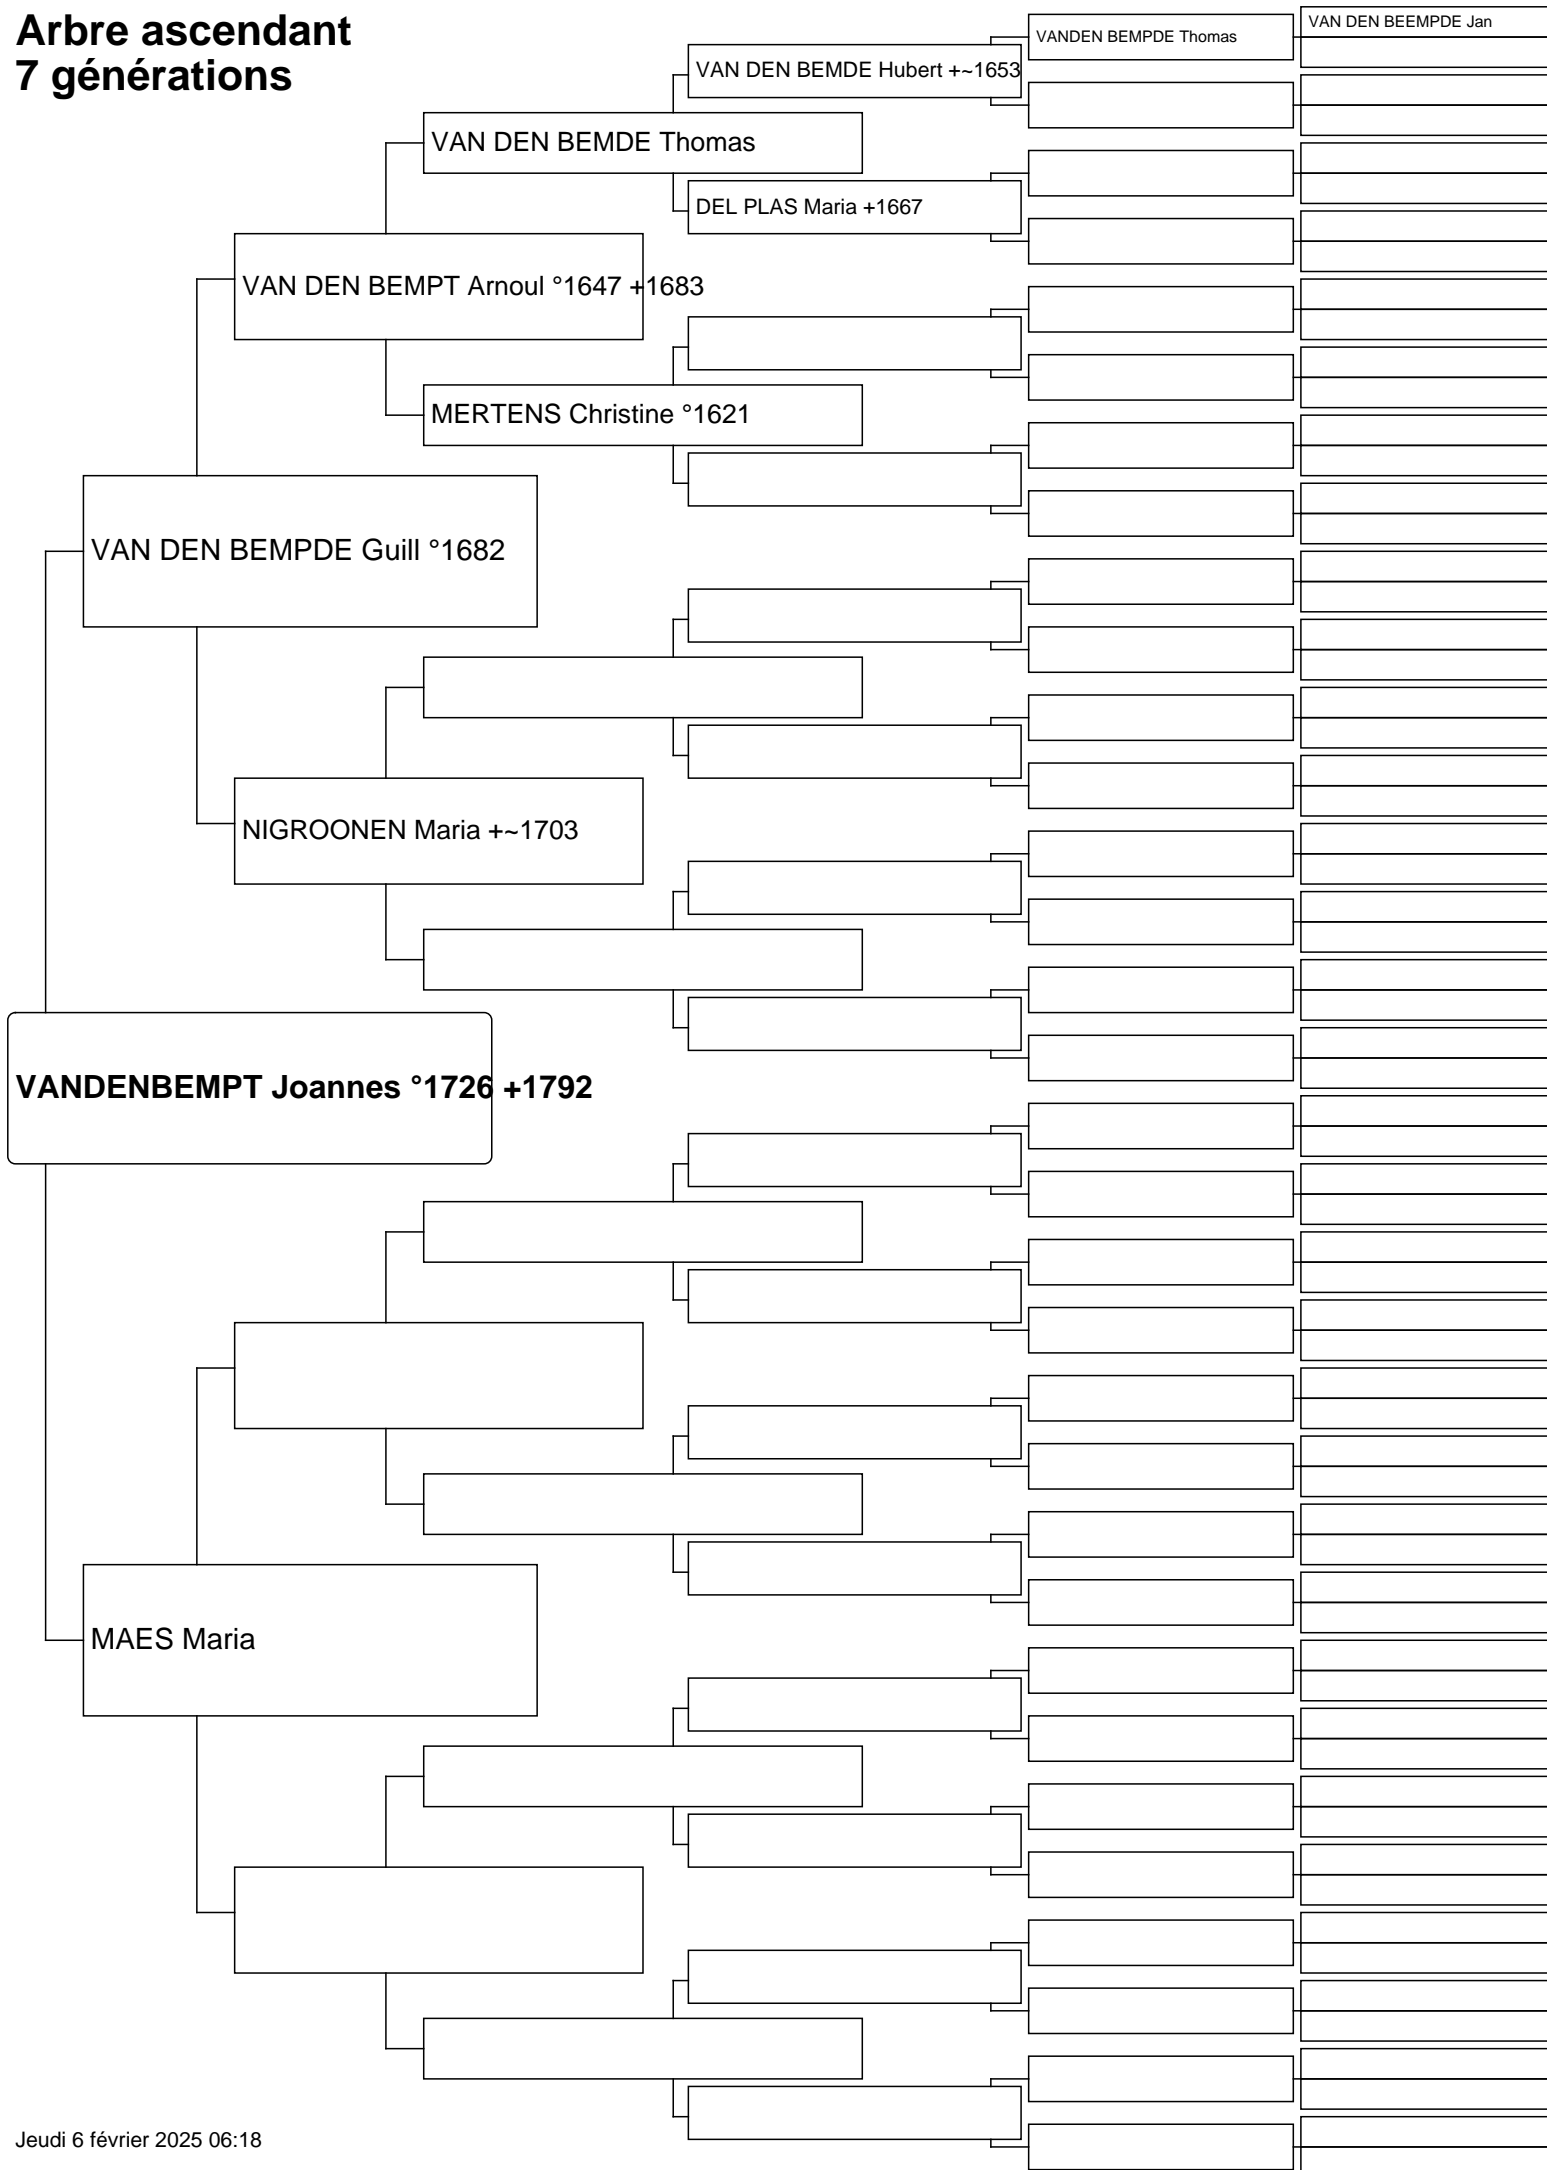 Arbre ascendant
7 générations
VAN DEN BEEMPDE Jan
VANDEN BEMPDE Thomas
VAN DEN BEMDE Hubert +~1653
VAN DEN BEMDE Thomas
DEL PLAS Maria +1667
VAN DEN BEMPT Arnoul °1647 +1683
MERTENS Christine °1621
VAN DEN BEMPDE Guill °1682
NIGROONEN Maria +~1703
VANDENBEMPT Joannes °1726 +1792
MAES Maria
Jeudi 6 février 2025 06:18